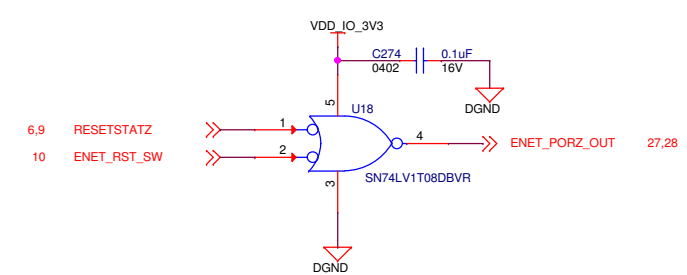 VDD_IO_3V3
C274 0.1uF
0402 16V
DGND
5
U18
6,9 RESETSTATZ 1
4 ENET_PORZ_OUT 27,28
10 ENET_RST_SW 2
SN74LV1T08DBVR
3
DGND